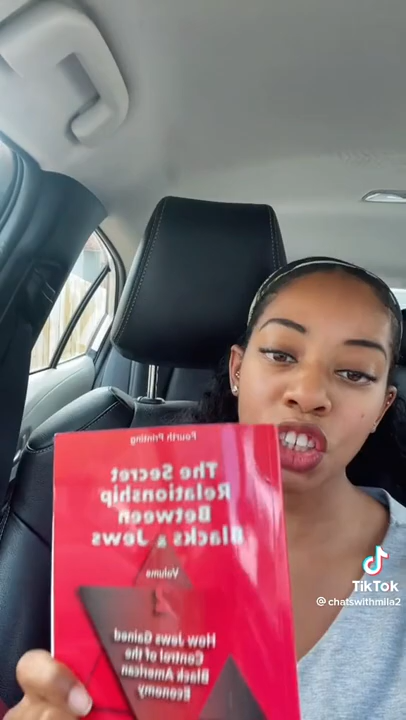 Fourth Printing
The Secret
Relationship
Between
Blacks & Jews
Volume
2
How Jews Gained
Control of the
Black American
Economy
TikTok
@chatswithmila2